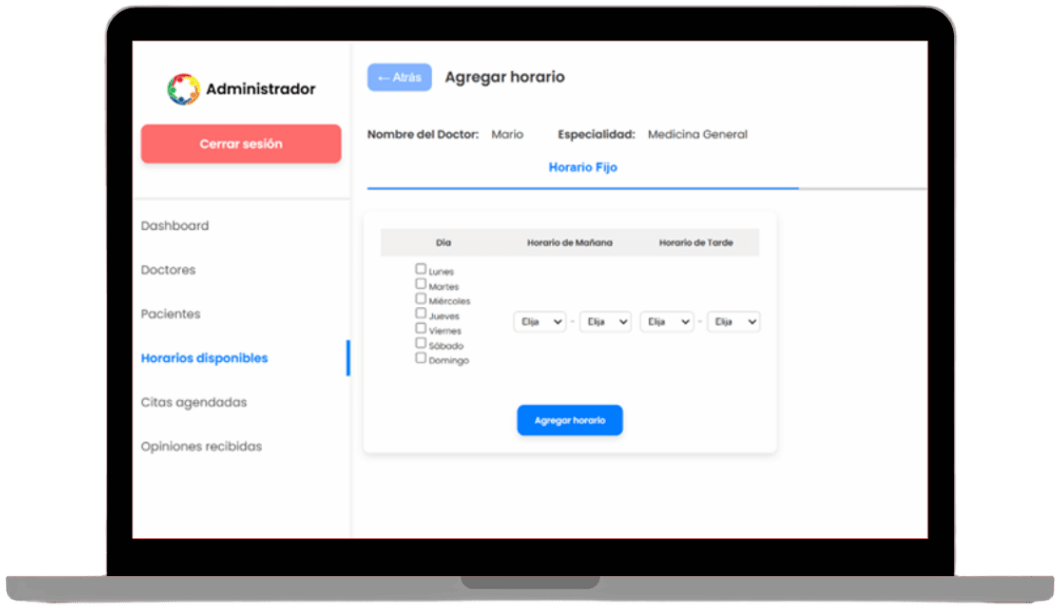 Administrador
Cerrar sesión
Dashboard
Doctores
Pacientes
Horarios disponibles
Citas agendadas
Opiniones recibidas
← Atrás Agregar horario
Nombre del Doctor: Mario Especialidad: Medicina General
Horario Fijo
Día Horario de Mañana Horario de Tarde
Lunes
Martes
Miércoles
Jueves
Viernes
Sábado
Domingo
Elija - Elija Elija - Elija
Agregar horario